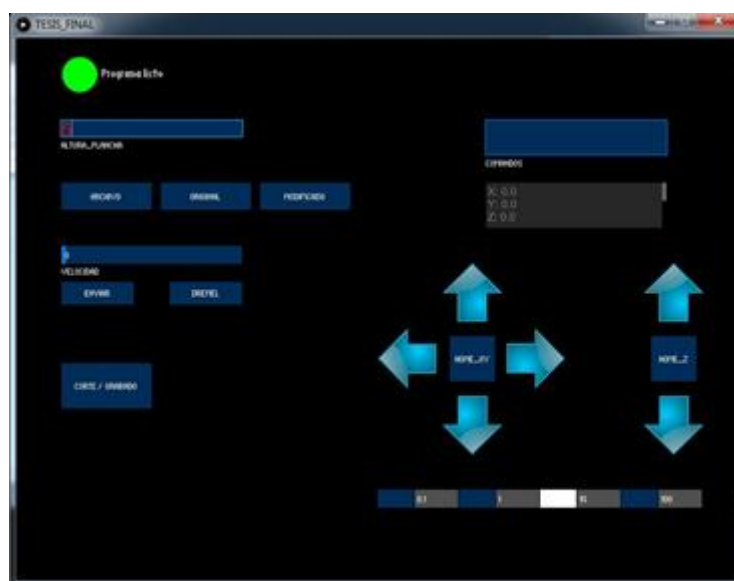 TESIS_FINAL
Programa listo
ALTURA_PLANCHA
COMANDOS
X: 0.0
Y: 0.0
Z: 0.0
ARCHIVO
ORIGINAL
MODIFICADO
VELOCIDAD
ENVIAR
DREMEL
HOME_XY
HOME_Z
CORTE / GRABADO
0.1
1
10
100